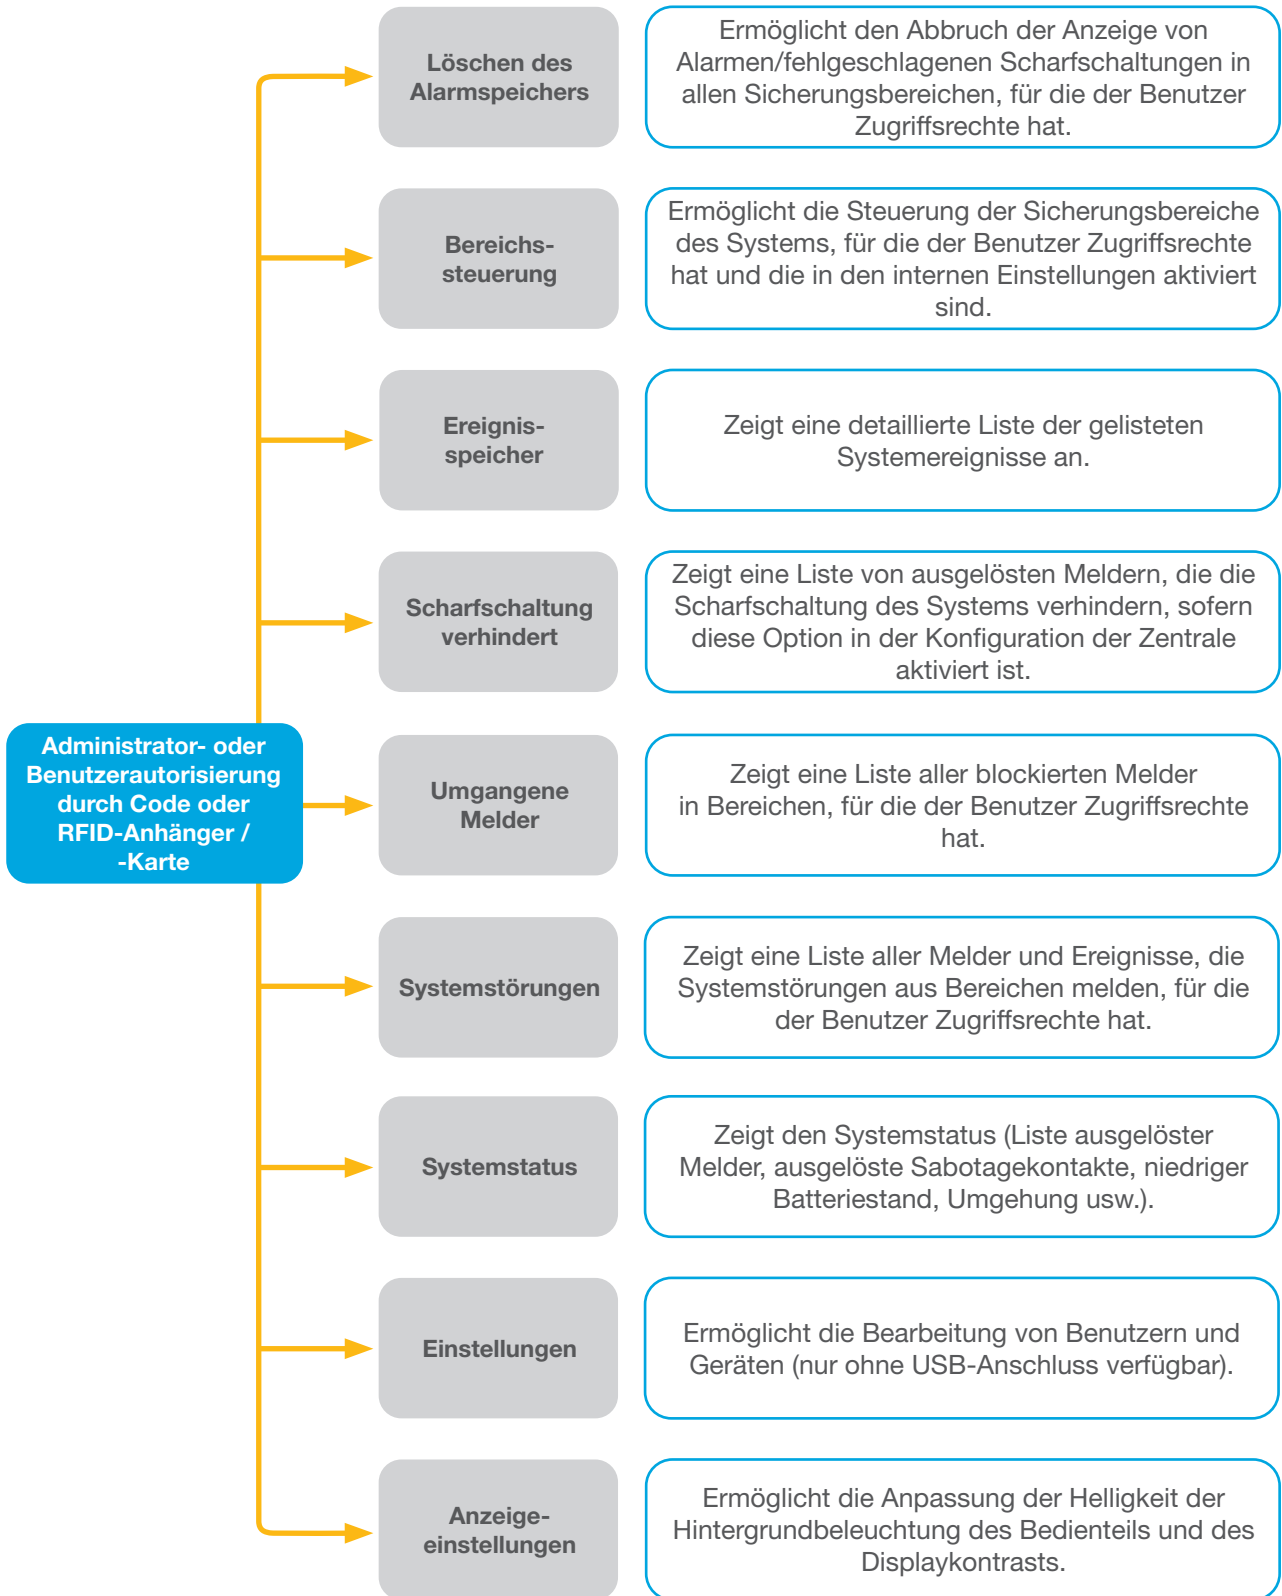 Löschen des
Alarmspeichers
Ermöglicht den Abbruch der Anzeige von
Alarmen/fehlgeschlagenen Scharfschaltungen in
allen Sicherungsbereichen, für die der Benutzer
Zugriffsrechte hat.
Bereichs-
steuerung
Ermöglicht die Steuerung der Sicherungsbereiche
des Systems, für die der Benutzer Zugriffsrechte
hat und die in den internen Einstellungen aktiviert
sind.
Ereignis-
speicher
Zeigt eine detaillierte Liste der gelisteten
Systemereignisse an.
Scharfschaltung
verhindert
Zeigt eine Liste von ausgelösten Meldern, die die
Scharfschaltung des Systems verhindern, sofern
diese Option in der Konfiguration der Zentrale
aktiviert ist.
Administrator- oder
Benutzerautorisierung
durch Code oder
RFID-Anhänger /
-Karte
Umgangene
Melder
Zeigt eine Liste aller blockierten Melder
in Bereichen, für die der Benutzer Zugriffsrechte
hat.
Systemstörungen
Zeigt eine Liste aller Melder und Ereignisse, die
Systemstörungen aus Bereichen melden, für die
der Benutzer Zugriffsrechte hat.
Systemstatus
Zeigt den Systemstatus (Liste ausgelöster
Melder, ausgelöste Sabotagekontakte, niedriger
Batteriestand, Umgehung usw.).
Einstellungen
Ermöglicht die Bearbeitung von Benutzern und
Geräten (nur ohne USB-Anschluss verfügbar).
Anzeige-
einstellungen
Ermöglicht die Anpassung der Helligkeit der
Hintergrundbeleuchtung des Bedienteils und des
Displaykontrasts.